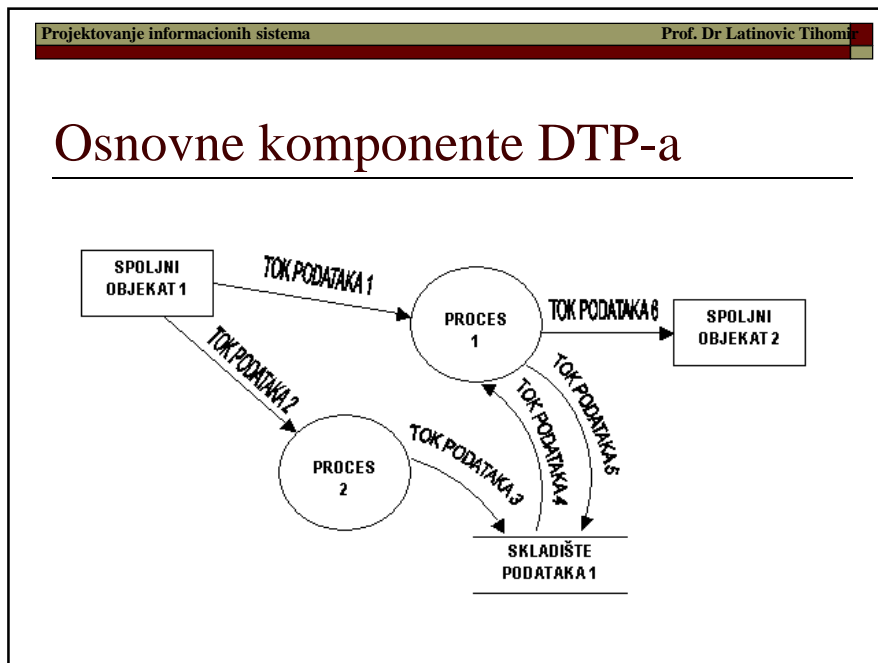 Projektovanje informacionih sistema Prof. Dr Latinovic Tihomir
Osnovne komponente DTP-a
SPOLJNI
OBJEKAT 1
TOK PODATAKA 1
PROCES
1
TOK PODATAKA 6
SPOLJNI
OBJEKAT 2
TOK PODATAKA 2
PROCES
2
TOK PODATAKA 3
TOK PODATAKA 4
TOK PODATAKA 5
SKLADIŠTE
PODATAKA 1